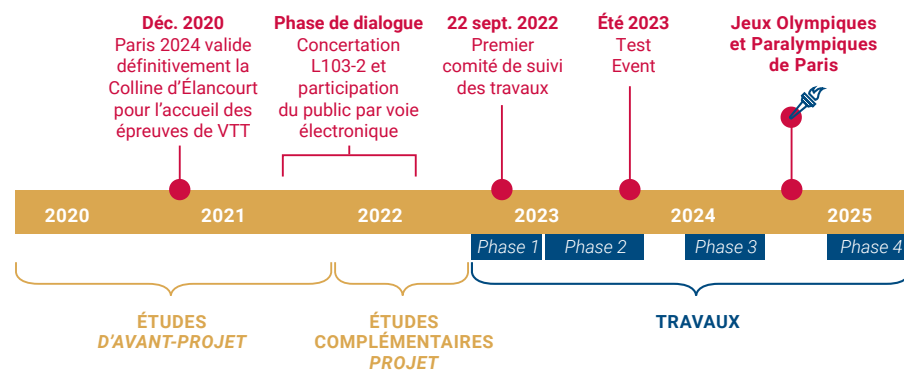 Déc. 2020
Paris 2024 valide
définitivement la
Colline d’Élancourt
pour l’accueil des
épreuves de VTT
Phase de dialogue
Concertation
L103-2 et
participation
du public par voie
électronique
22 sept. 2022
Premier
comité de suivi
des travaux
Été 2023
Test
Event
Jeux Olympiques
et Paralympiques
de Paris
2020
2021
2022
2023
2024
2025
Phase 1
Phase 2
Phase 3
Phase 4
ÉTUDES
D’AVANT-PROJET
ÉTUDES
COMPLÉMENTAIRES
PROJET
TRAVAUX